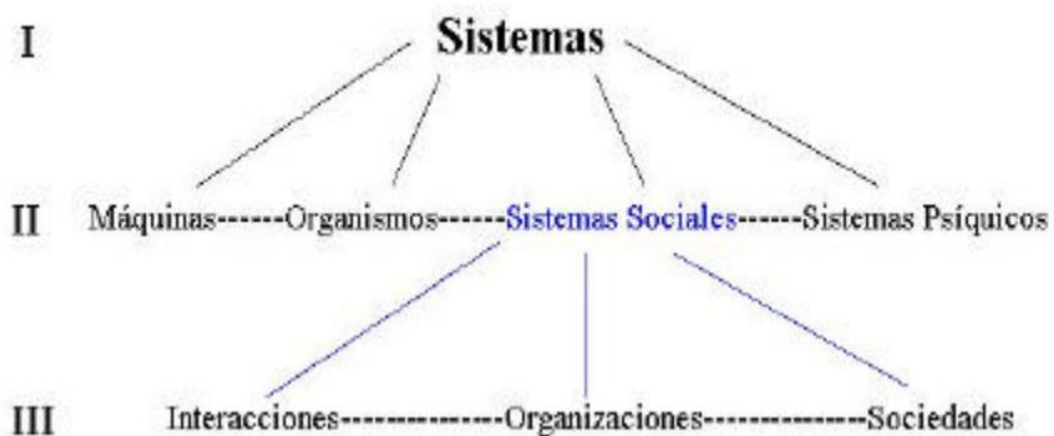 I Sistemas
II Máquinas------Organismos------Sistemas Sociales------Sistemas Psíquicos
III Interacciones---------------Organizaciones---------------Sociedades